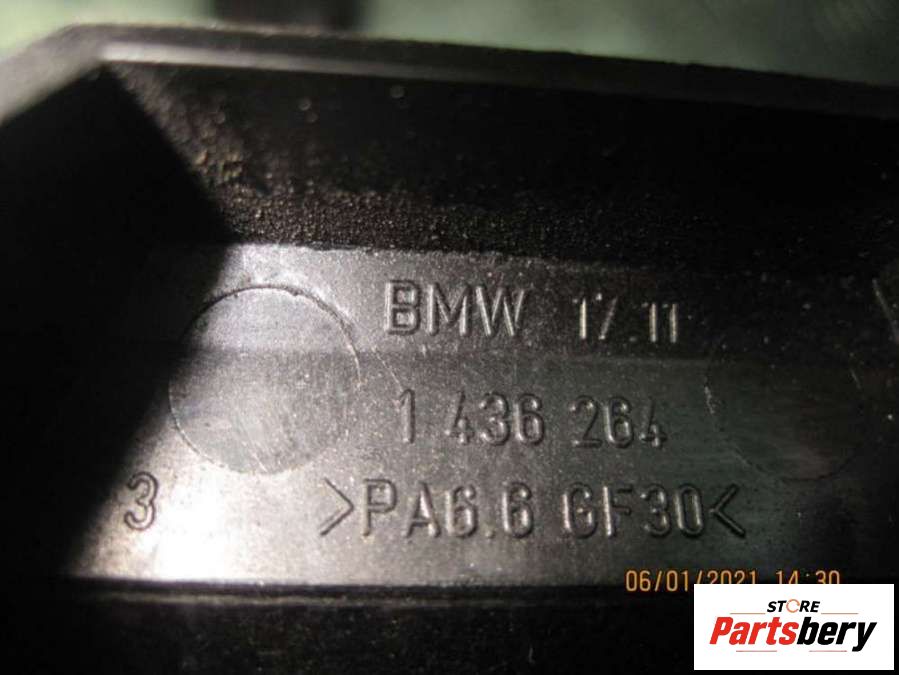 BMW 17.11
1 436 264
3 >PA6.6 GF30<
06/01/2021 14:30
STORE
Partsbery